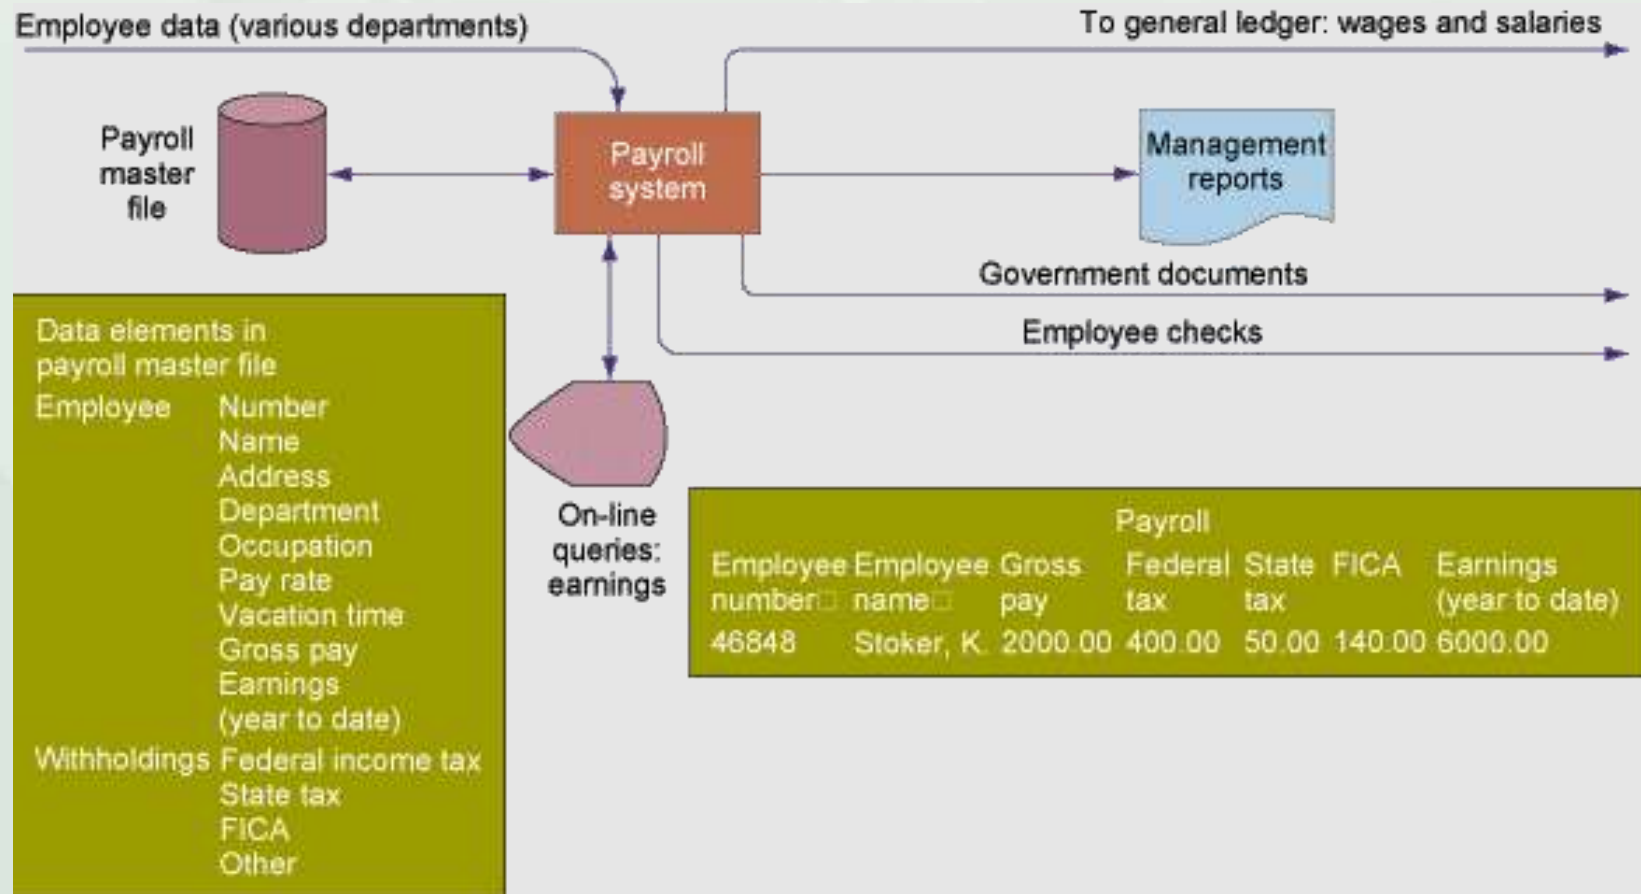 Employee data (various departments)
To general ledger: wages and salaries
Payroll
master
file
Payroll
system
Management
reports
Government documents
Employee checks
Data elements in
payroll master file
Employee Number
Name
Address
Department
Occupation
Pay rate
Vacation time
Gross pay
Earnings
(year to date)
Withholdings Federal income tax
State tax
FICA
Other
On-line
queries:
earnings
Payroll
Employee Employee Gross Federal State FICA Earnings
number□ name□ pay tax tax (year to date)
46848 Stoker, K. 2000.00 400.00 50.00 140.00 6000.00